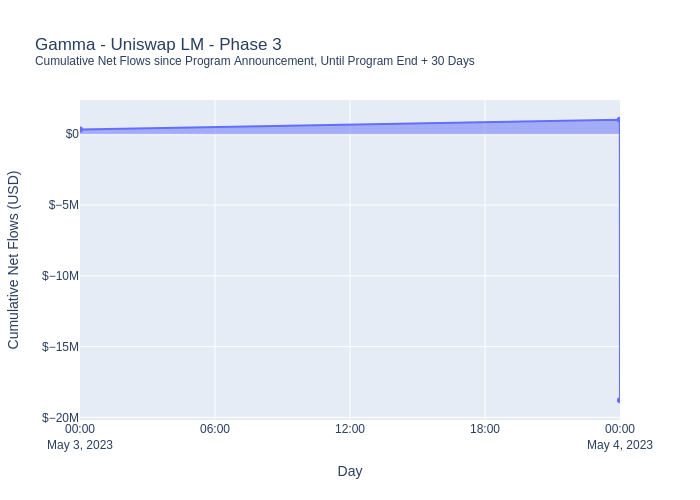 Gamma - Uniswap LM - Phase 3
Cumulative Net Flows since Program Announcement, Until Program End + 30 Days
Cumulative Net Flows (USD)
$0
$−5M
$−10M
$−15M
$−20M
00:00 06:00 12:00 18:00 00:00
May 3, 2023 May 4, 2023
Day